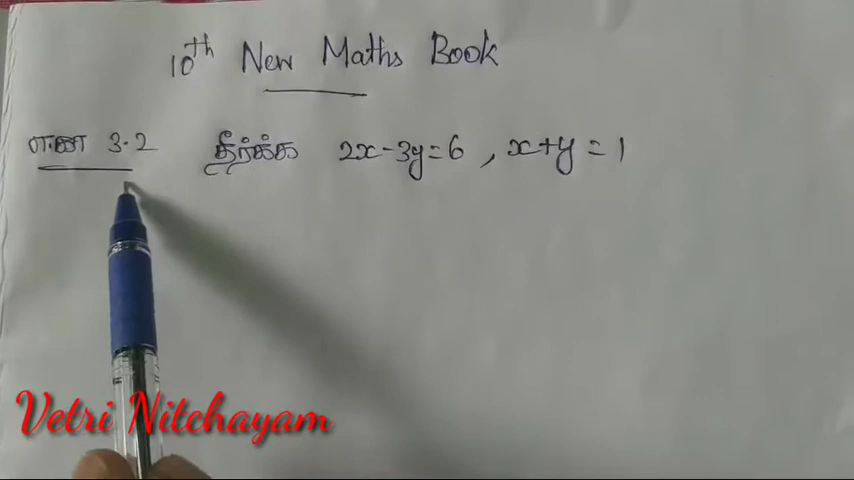 10th New Maths Book
எ.கா 3.2 தீர்க்க 2x - 3y = 6 , x + y = 1
Vetri Nitchayam